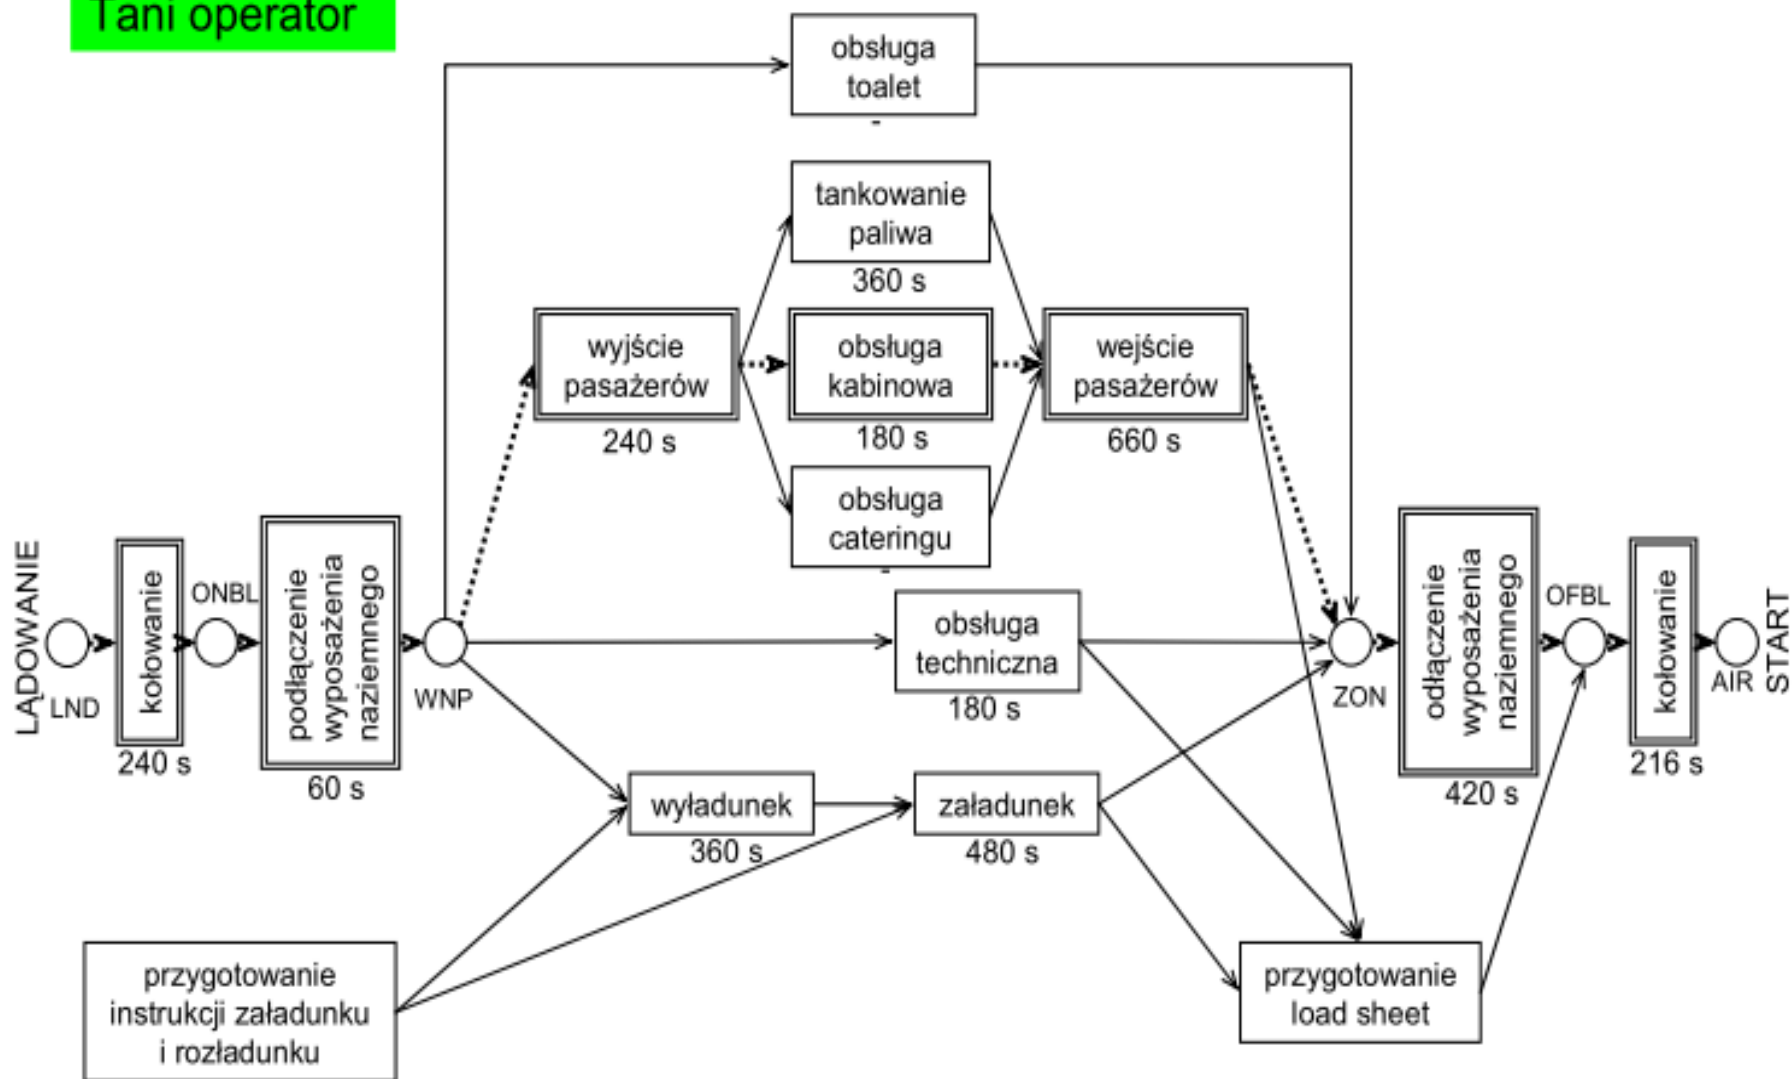 Tani operator
obsługa
toalet
-
tankowanie
paliwa
360 s
wyjście
pasażerów
240 s
obsługa
kabinowa
180 s
wejście
pasażerów
660 s
obsługa
cateringu
-
LĄDOWANIE
LND
kołowanie
240 s
ONBL
podłączenie
wyposażenia
naziemnego
60 s
WNP
obsługa
techniczna
180 s
ZON
odłączenie
wyposażenia
naziemnego
420 s
OFBL
kołowanie
216 s
AIR
START
wyładunek
360 s
załadunek
480 s
przygotowanie
instrukcji załadunku
i rozładunku
przygotowanie
load sheet